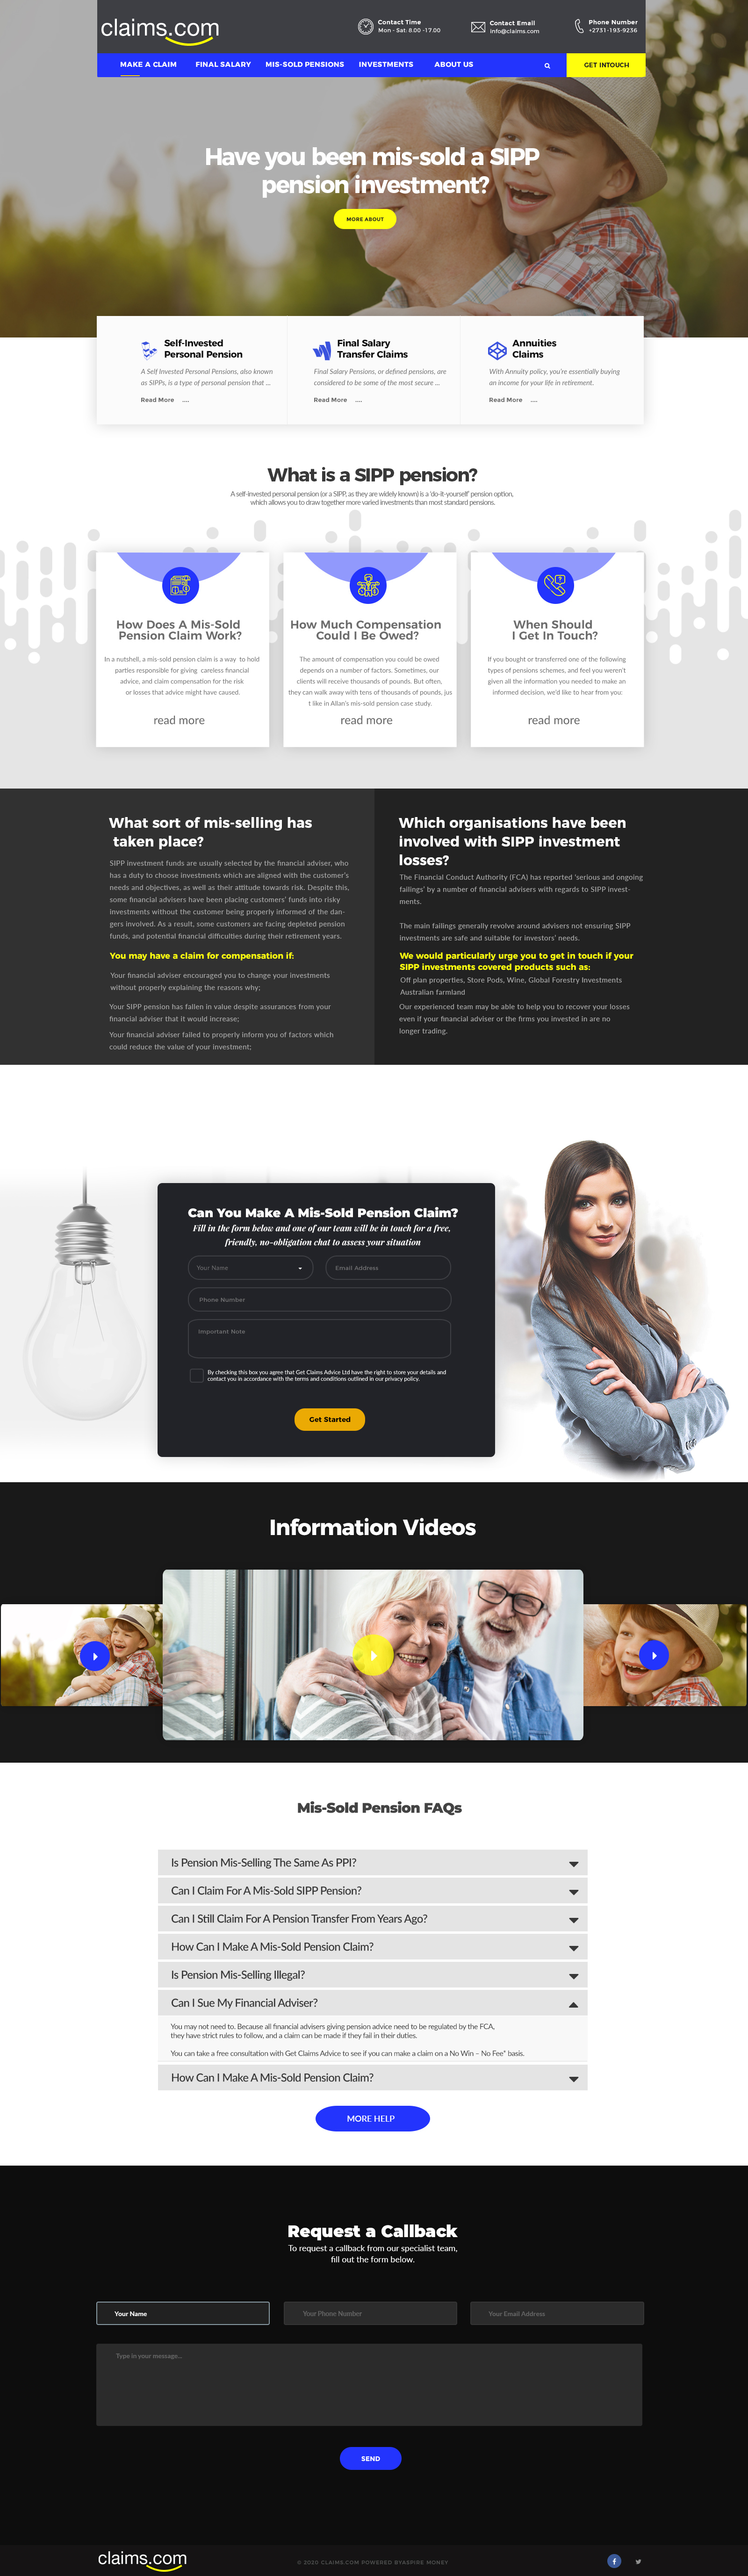 claims.com
Contact Time
Mon - Sat: 8.00 -17.00
Contact Email
info@claims.com
Phone Number
+2731-193-9236
MAKE A CLAIM
FINAL SALARY
MIS-SOLD PENSIONS
INVESTMENTS
ABOUT US
GET INTOUCH
Have you been mis-sold a SIPP
pension investment?
MORE ABOUT
Self-Invested
Personal Pension
A Self Invested Personal Pensions, also known
as SIPPs, is a type of personal pension that ...
Read More ....
Final Salary
Transfer Claims
Final Salary Pensions, or defined pensions, are
considered to be some of the most secure ...
Read More ....
Annuities
Claims
With Annuity policy, you're essentially buying
an income for your life in retirement.
Read More ....
What is a SIPP pension?
A self-invested personal pension (or a SIPP, as they are widely known) is a 'do-it-yourself' pension option,
which allows you to draw together more varied investments than most standard pensions.
How Does A Mis-Sold
Pension Claim Work?
In a nutshell, a mis-sold pension claim is a way to hold
parties responsible for giving careless financial
advice, and claim compensation for the risk
or losses that advice might have caused.
read more
How Much Compensation
Could I Be Owed?
The amount of compensation you could be owed
depends on a number of factors. Sometimes, our
clients will receive thousands of pounds. But often,
they can walk away with tens of thousands of pounds, jus
t like in Allan's mis-sold pension case study.
read more
When Should
I Get In Touch?
If you bought or transferred one of the following
types of pensions schemes, and feel you weren't
given all the information you needed to make an
informed decision, we'd like to hear from you:
read more
What sort of mis-selling has
taken place?
SIPP investment funds are usually selected by the financial adviser, who
has a duty to choose investments which are aligned with the customer's
needs and objectives, as well as their attitude towards risk. Despite this,
some financial advisers have been placing customers' funds into risky
investments without the customer being properly informed of the dan-
gers involved. As a result, some customers are facing depleted pension
funds, and potential financial difficulties during their retirement years.
You may have a claim for compensation if:
Your financial adviser encouraged you to change your investments
without properly explaining the reasons why;
Your SIPP pension has fallen in value despite assurances from your
financial adviser that it would increase;
Your financial adviser failed to properly inform you of factors which
could reduce the value of your investment;
Which organisations have been
involved with SIPP investment
losses?
The Financial Conduct Authority (FCA) has reported 'serious and ongoing
failings' by a number of financial advisers with regards to SIPP invest-
ments.
The main failings generally revolve around advisers not ensuring SIPP
investments are safe and suitable for investors' needs.
We would particularly urge you to get in touch if your
SIPP investments covered products such as:
Off plan properties, Store Pods, Wine, Global Forestry Investments
Australian farmland
Our experienced team may be able to help you to recover your losses
even if your financial adviser or the firms you invested in are no
longer trading.
Can You Make A Mis-Sold Pension Claim?
Fill in the form below and one of our team will be in touch for a free,
friendly, no-obligation chat to assess your situation
Your Name
Email Address
Phone Number
Important Note
By checking this box you agree that Get Claims Advice Ltd have the right to store your details and
contact you in accordance with the terms and conditions outlined in our privacy policy.
Get Started
Information Videos
Mis-Sold Pension FAQs
Is Pension Mis-Selling The Same As PPI?
Can I Claim For A Mis-Sold SIPP Pension?
Can I Still Claim For A Pension Transfer From Years Ago?
How Can I Make A Mis-Sold Pension Claim?
Is Pension Mis-Selling Illegal?
Can I Sue My Financial Adviser?
You may not need to. Because all financial advisers giving pension advice need to be regulated by the FCA,
they have strict rules to follow, and a claim can be made if they fail in their duties.
You can take a free consultation with Get Claims Advice to see if you can make a claim on a No Win – No Fee* basis.
How Can I Make A Mis-Sold Pension Claim?
MORE HELP
Request a Callback
To request a callback from our specialist team,
fill out the form below.
Your Name
Your Phone Number
Your Email Address
Type in your message...
SEND
claims.com
© 2020 CLAIMS.COM POWERED BYASPIRE MONEY